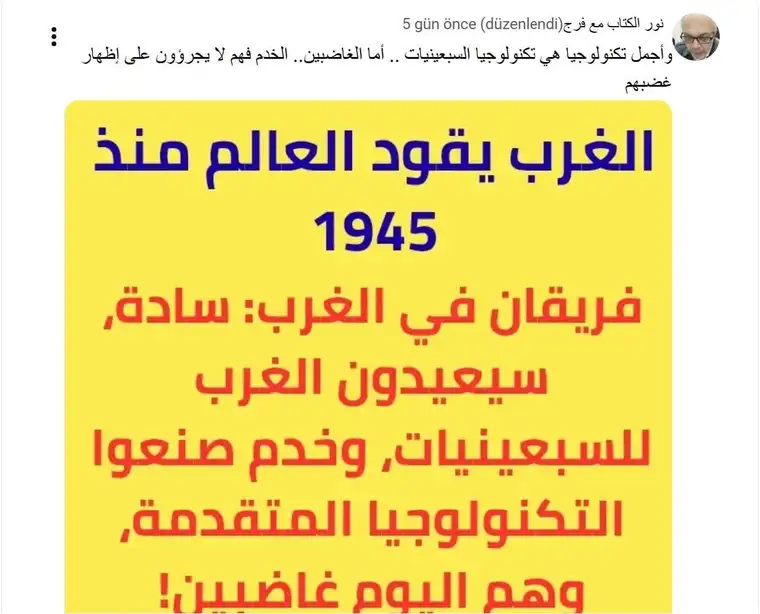 نور الكتاب مع فرج(düzenlendi) 5 gün önce
وأجمل تكنولوجيا هي تكنولوجيا السبعينيات .. أما الغاضبين.. الخدم فهم لا يجرؤون على إظهار
غضبهم
الغرب يقود العالم منذ
1945
فريقان في الغرب: سادة,
سيعيدون الغرب
للسبعينيات, وخدم صنعوا
التكنولوجيا المتقدمة,
وهم اليوم غاضبين!